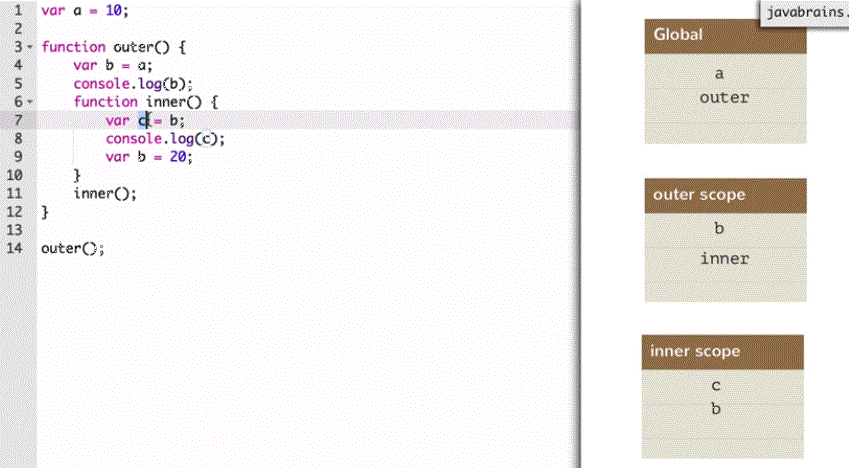 1 var a = 10;
2
3 function outer() {
4 var b = a;
5 console.log(b);
6 function inner() {
7 var c = b;
8 console.log(c);
9 var b = 20;
10 }
11 inner();
12 }
13
14 outer();
javabrains.
Global
a
outer
outer scope
b
inner
inner scope
c
b